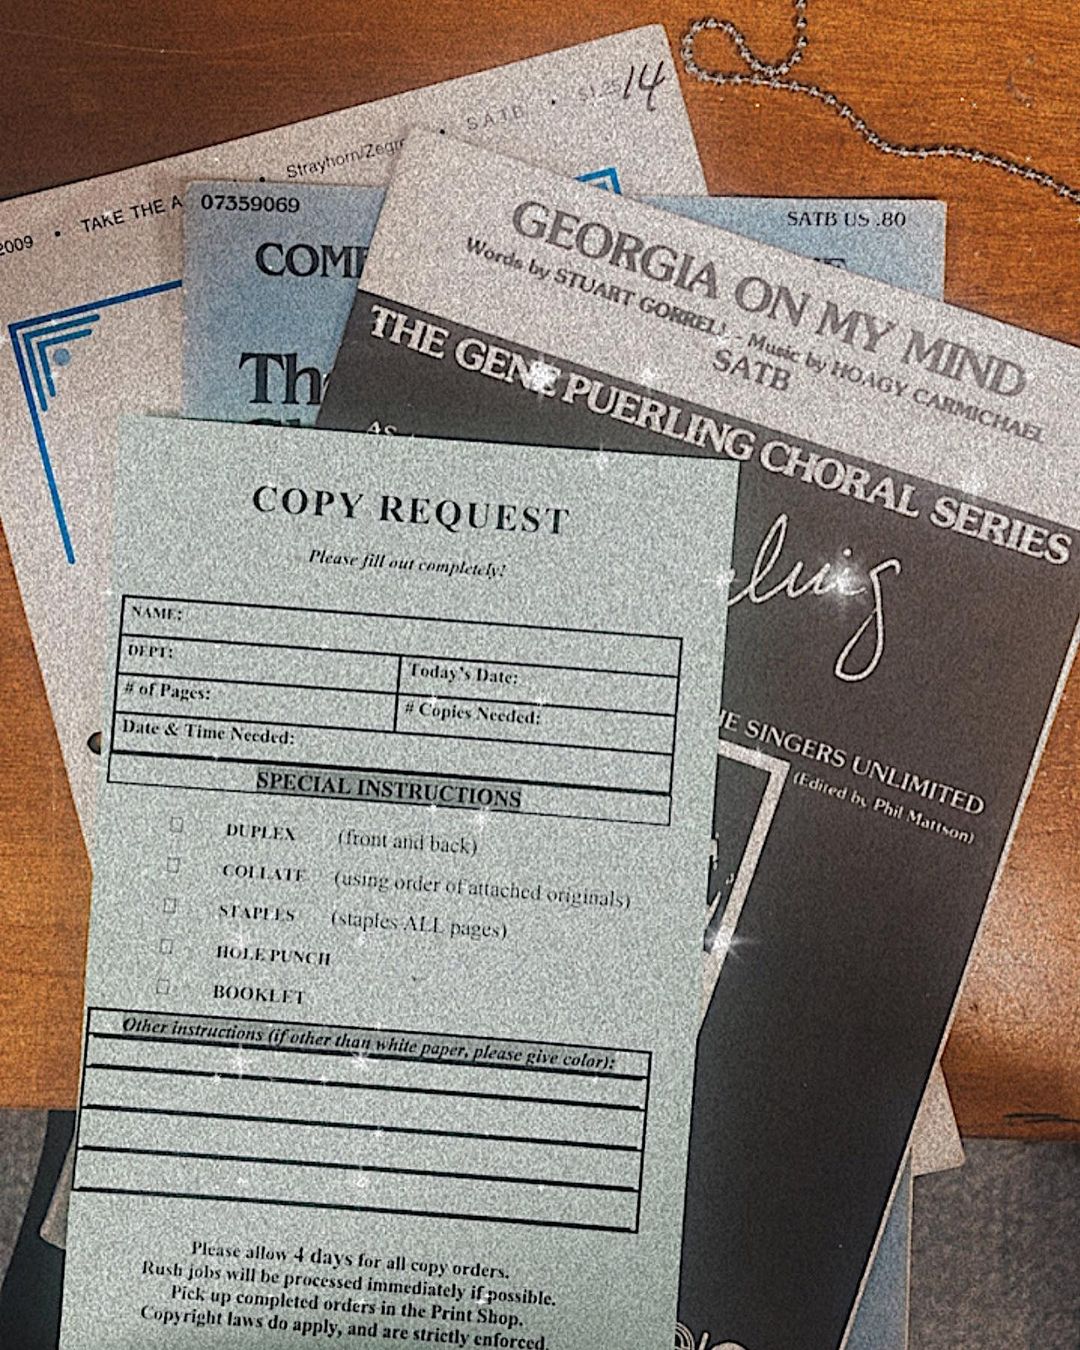 2009 • TAKE THE A • Strayhorn/Zegre • SATB • $1.25 14
07359069
SATB US .80
COME
GEORGIA ON MY MIND
Words by STUART GORRELL - Music by HOAGY CARMICHAEL
SATB
THE GENE PUERLING CHORAL SERIES
AS
SINGERS UNLIMITED
(Edited by Phil Mattson)
COPY REQUEST
Please fill out completely!
NAME:
DEPT:
Today's Date:
# of Pages:
# Copies Needed:
Date & Time Needed:
SPECIAL INSTRUCTIONS
DUPLEX (front and back)
COLLATE (using order of attached originals)
STAPLES (staples ALL pages)
HOLE PUNCH
BOOKLET
Other instructions (if other than white paper, please give color):
Please allow 4 days for all copy orders.
Rush jobs will be processed immediately if possible.
Pick up completed orders in the Print Shop.
Copyright laws do apply, and are strictly enforced.